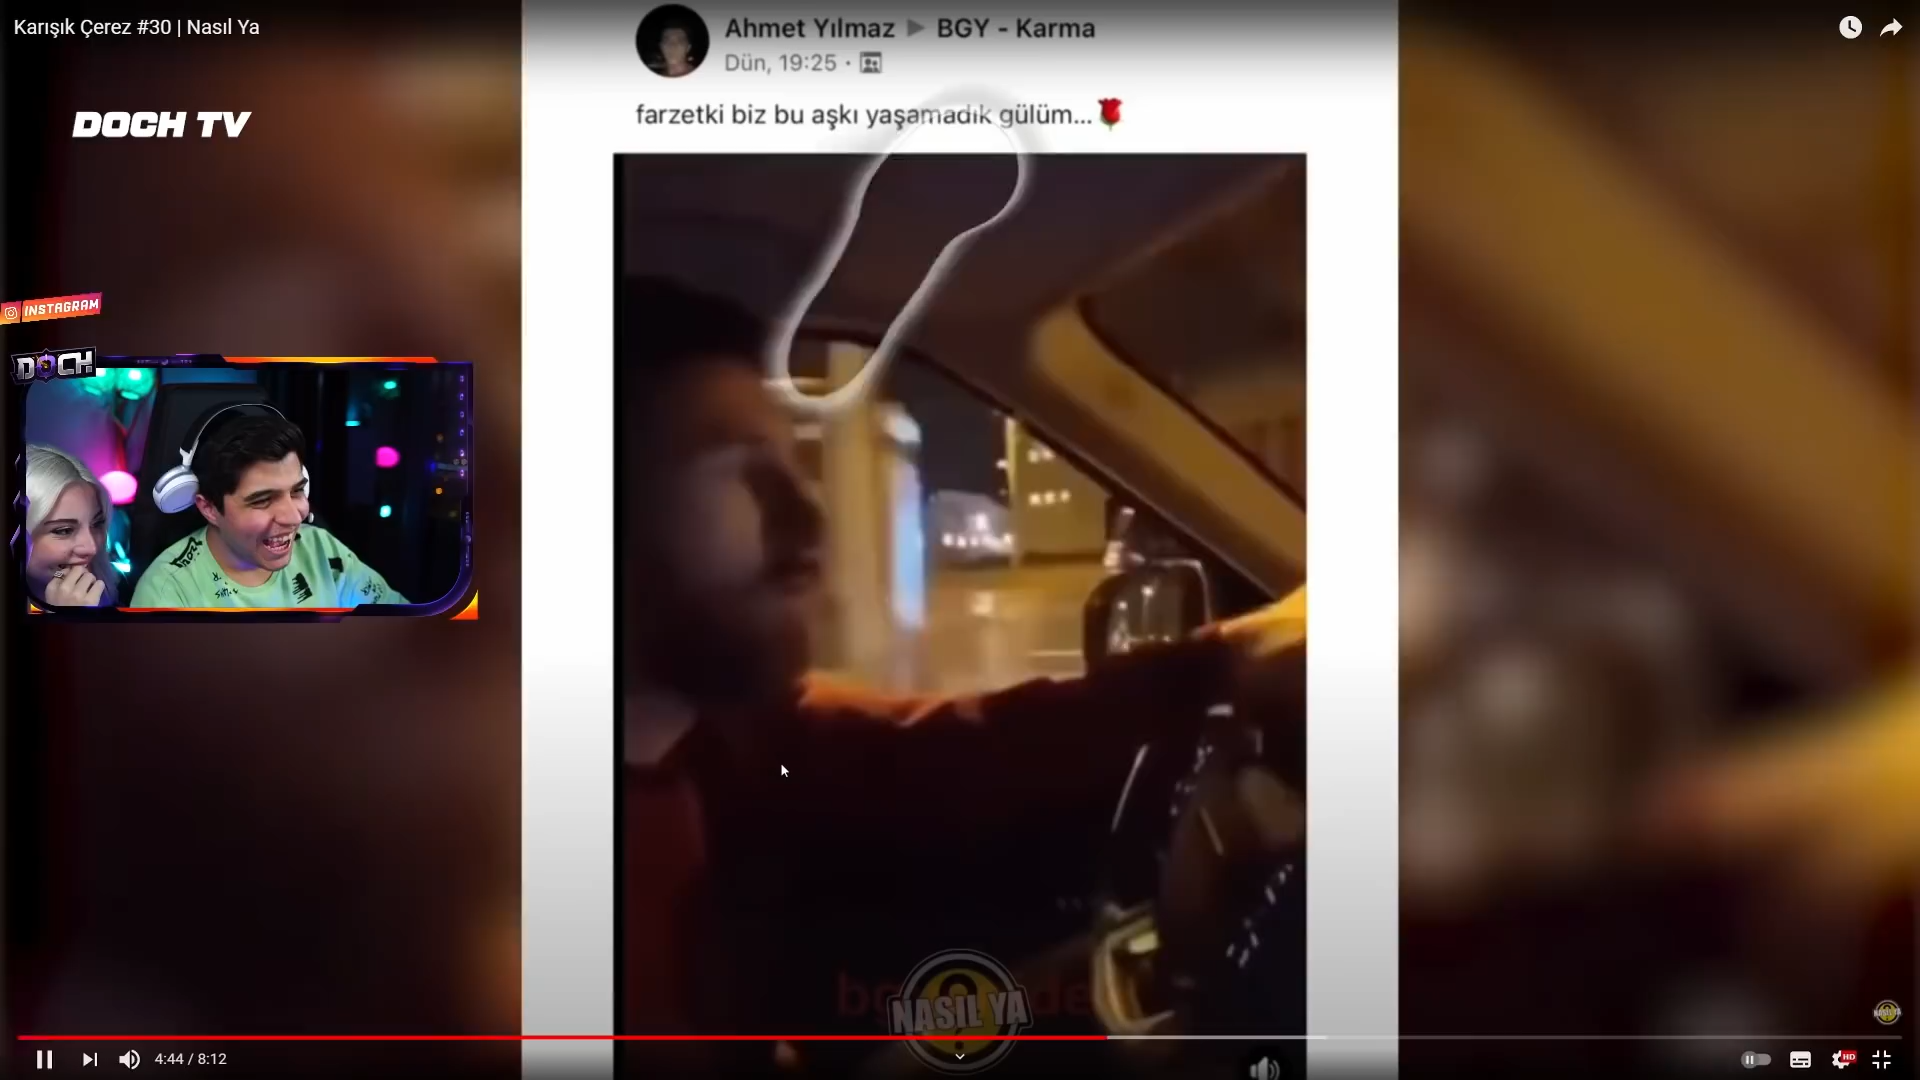 Karışık Çerez #30 | Nasıl Ya
Ahmet Yılmaz ▶ BGY - Karma
Dün, 19:25 ·
farzetki biz bu aşkı yaşamadık gülüm...🌹
DOCH TV
INSTAGRAM
DOCH
NASIL YA
4:44 / 8:12
HD